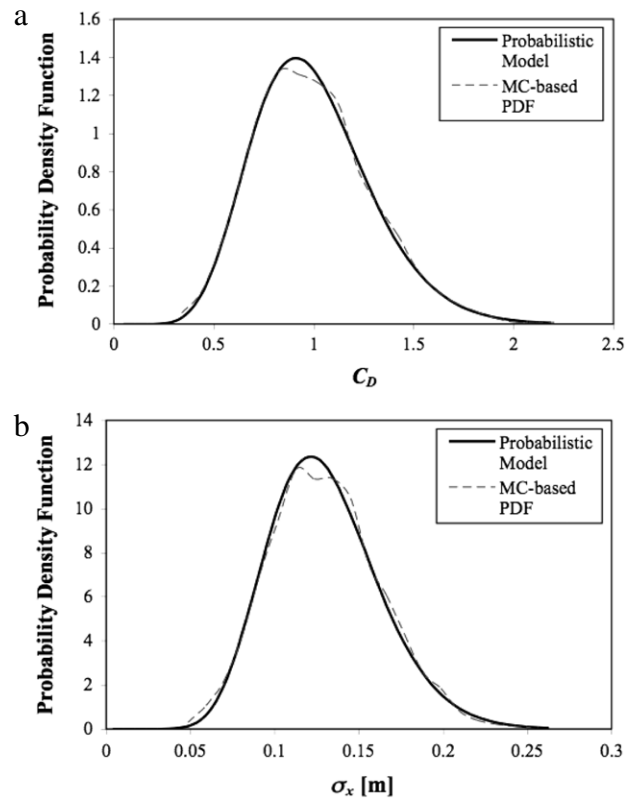 a
Probability Density Function
1.6
1.4
1.2
1
0.8
0.6
0.4
0.2
0
0
0.5
1
1.5
2
2.5
C_D
Probabilistic
Model
MC-based
PDF
b
Probability Density Function
14
12
10
8
6
4
2
0
0
0.05
0.1
0.15
0.2
0.25
0.3
σ_x [m]
Probabilistic
Model
MC-based
PDF